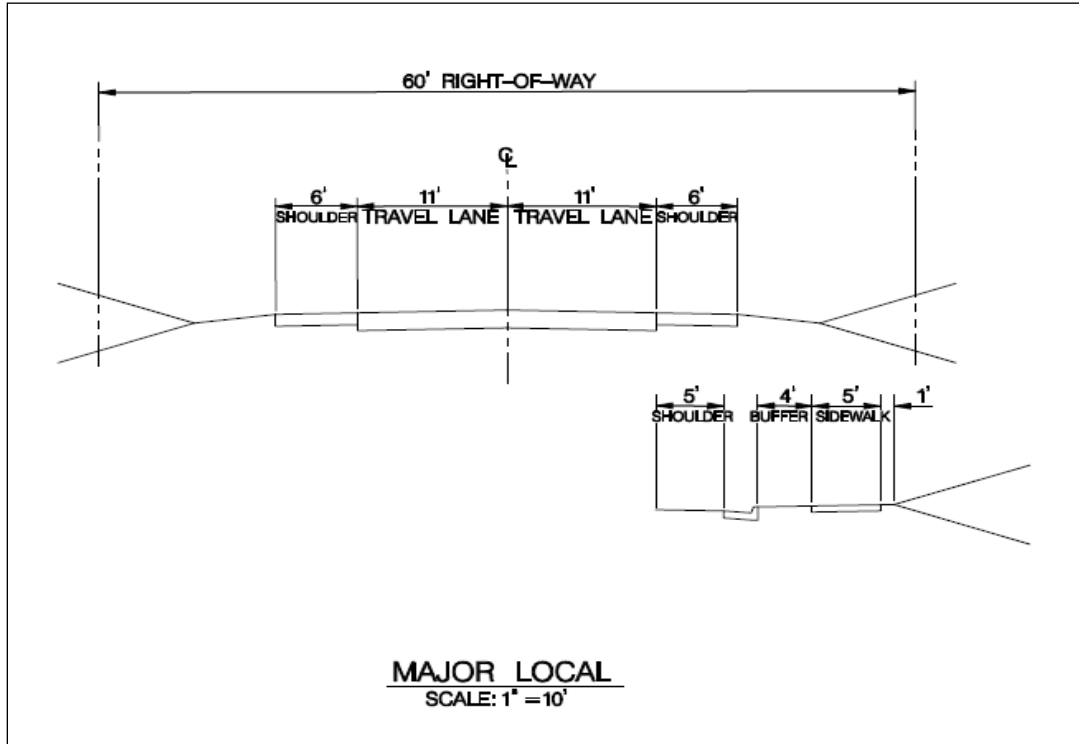 60' RIGHT-OF-WAY
℄
6' 11' 11' 6'
SHOULDER TRAVEL LANE TRAVEL LANE SHOULDER
5' 4' 5' 1'
SHOULDER BUFFER SIDEWALK
MAJOR LOCAL
SCALE: 1" = 10'